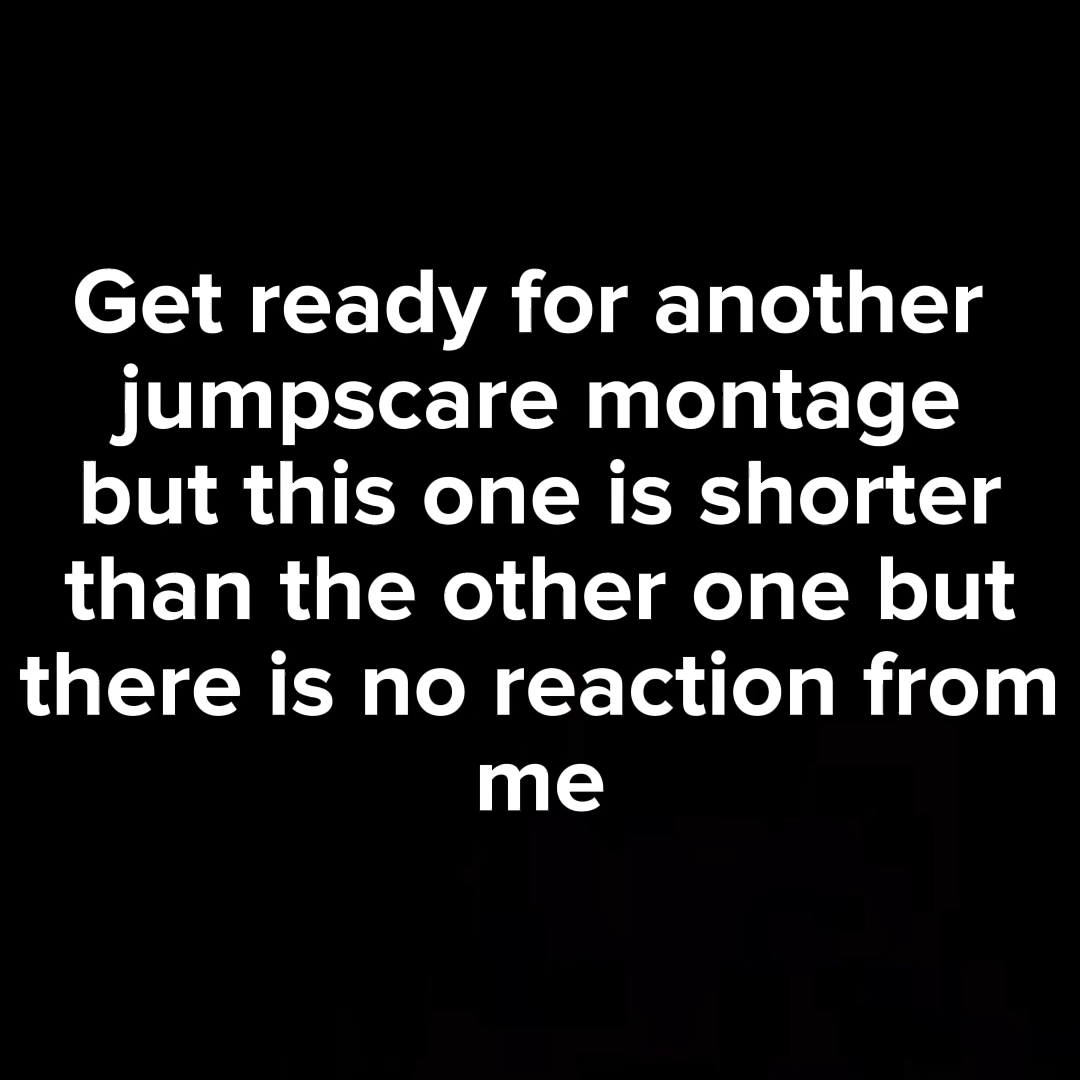 Get ready for another
jumpscare montage
but this one is shorter
than the other one but
there is no reaction from
me